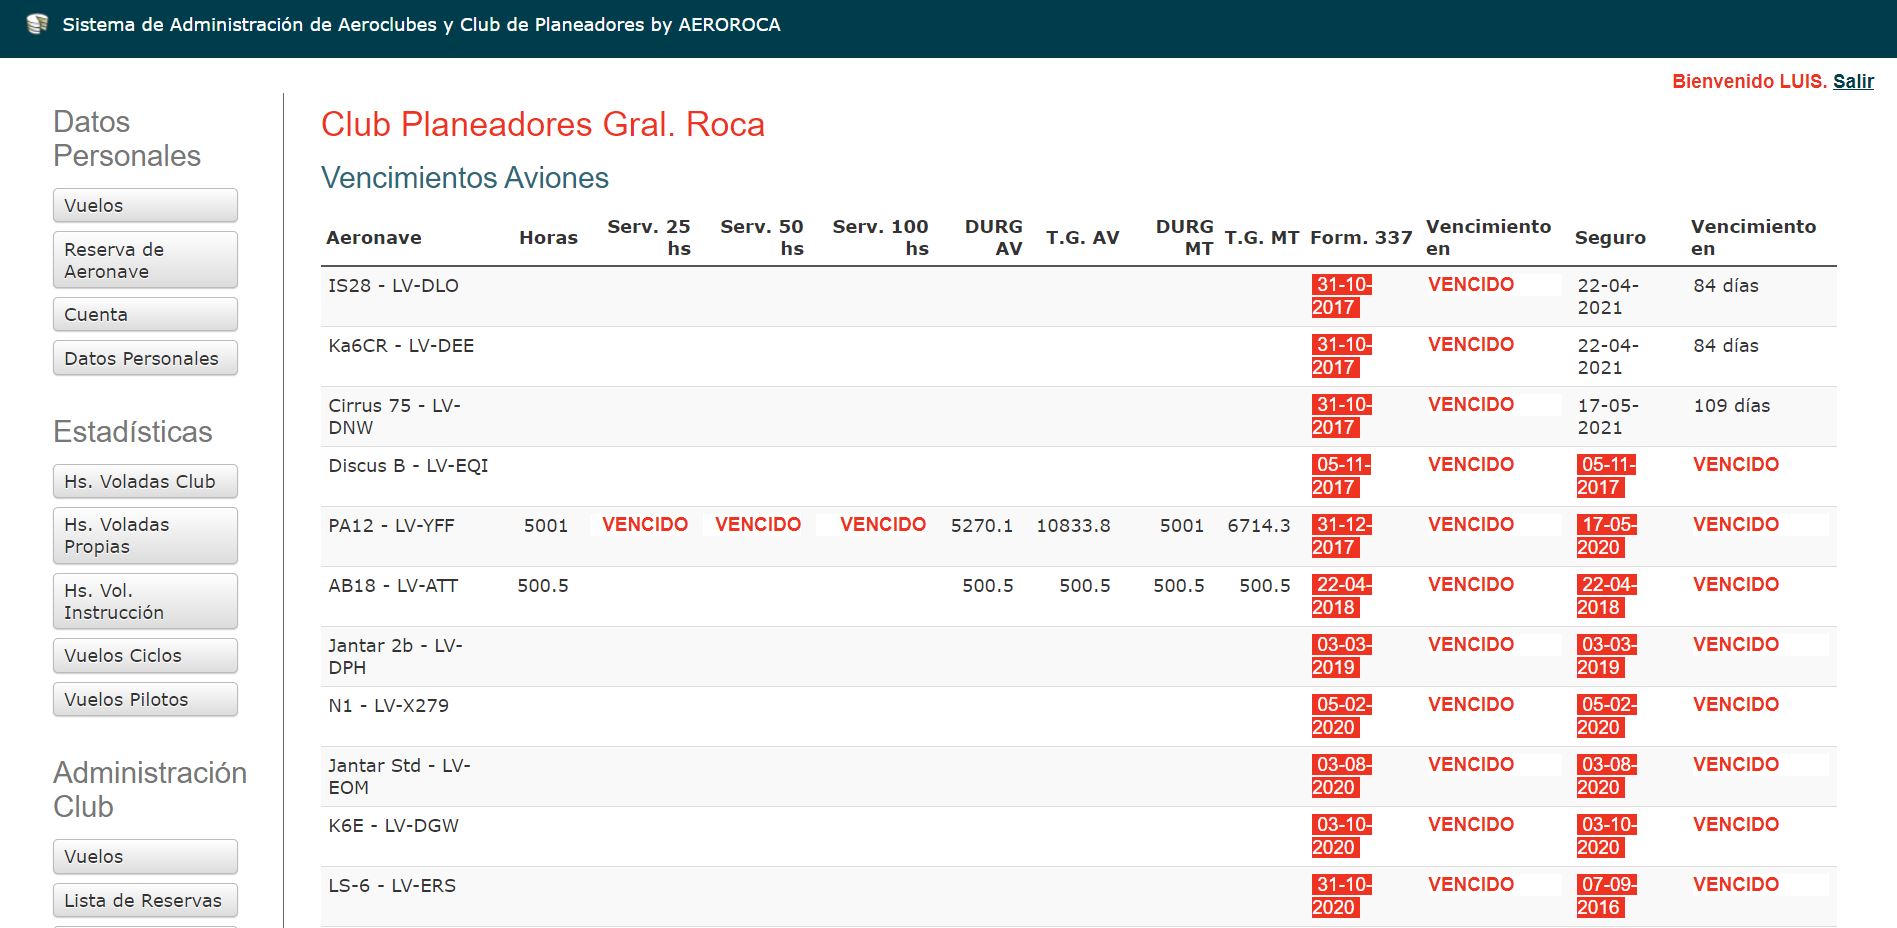 Sistema de Administración de Aeroclubes y Club de Planeadores by AEROROCA
Bienvenido LUIS. Salir
Datos
Personales
Vuelos
Reserva de
Aeronave
Cuenta
Datos Personales
Estadísticas
Hs. Voladas Club
Hs. Voladas
Propias
Hs. Vol.
Instrucción
Vuelos Ciclos
Vuelos Pilotos
Administración
Club
Vuelos
Lista de Reservas
Club Planeadores Gral. Roca
Vencimientos Aviones
Aeronave Horas Serv. 25 hs Serv. 50 hs Serv. 100 hs DURG AV T.G. AV DURG MT T.G. MT Form. 337 Vencimiento en Seguro Vencimiento en
IS28 - LV-DLO 31-10-2017 VENCIDO 22-04-2021 84 días
Ka6CR - LV-DEE 31-10-2017 VENCIDO 22-04-2021 84 días
Cirrus 75 - LV-DNW 31-10-2017 VENCIDO 17-05-2021 109 días
Discus B - LV-EQI 05-11-2017 VENCIDO 05-11-2017 VENCIDO
PA12 - LV-YFF 5001 VENCIDO VENCIDO VENCIDO 5270.1 10833.8 5001 6714.3 31-12-2017 VENCIDO 17-05-2020 VENCIDO
AB18 - LV-ATT 500.5 500.5 500.5 500.5 500.5 22-04-2018 VENCIDO 22-04-2018 VENCIDO
Jantar 2b - LV-DPH 03-03-2019 VENCIDO 03-03-2019 VENCIDO
N1 - LV-X279 05-02-2020 VENCIDO 05-02-2020 VENCIDO
Jantar Std - LV-EOM 03-08-2020 VENCIDO 03-08-2020 VENCIDO
K6E - LV-DGW 03-10-2020 VENCIDO 03-10-2020 VENCIDO
LS-6 - LV-ERS 31-10-2020 VENCIDO 07-09-2016 VENCIDO